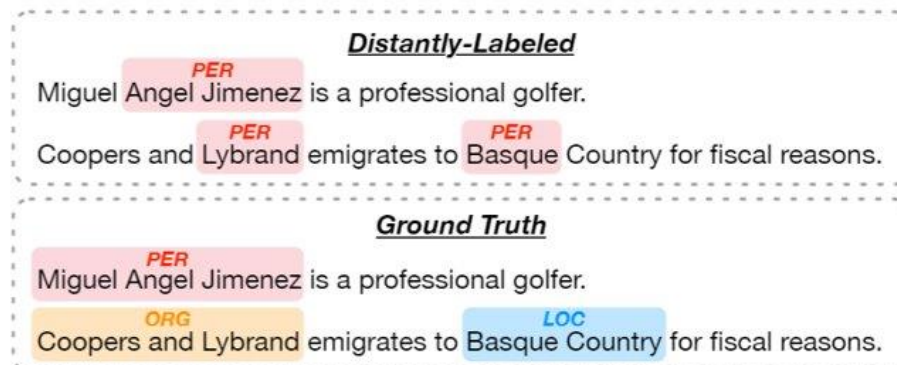 Distantly-Labeled
PER
Miguel Angel Jimenez is a professional golfer.
PER PER
Coopers and Lybrand emigrates to Basque Country for fiscal reasons.
Ground Truth
PER
Miguel Angel Jimenez is a professional golfer.
ORG LOC
Coopers and Lybrand emigrates to Basque Country for fiscal reasons.